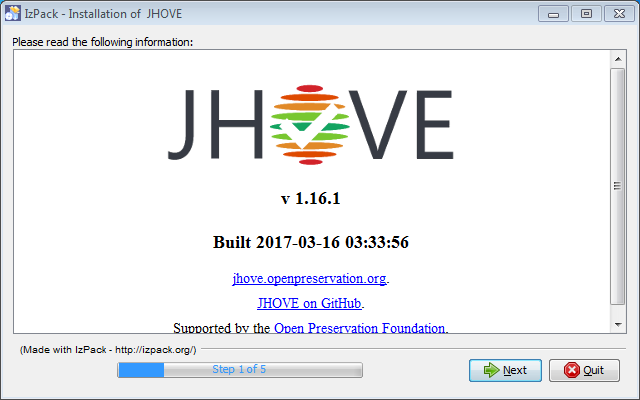 IzPack - Installation of JHOVE
Please read the following information:
JHOVE
v 1.16.1
Built 2017-03-16 03:33:56
jhove.openpreservation.org.
JHOVE on GitHub.
Supported by the Open Preservation Foundation.
(Made with IzPack - http://izpack.org/)
Step 1 of 5
Next
Quit